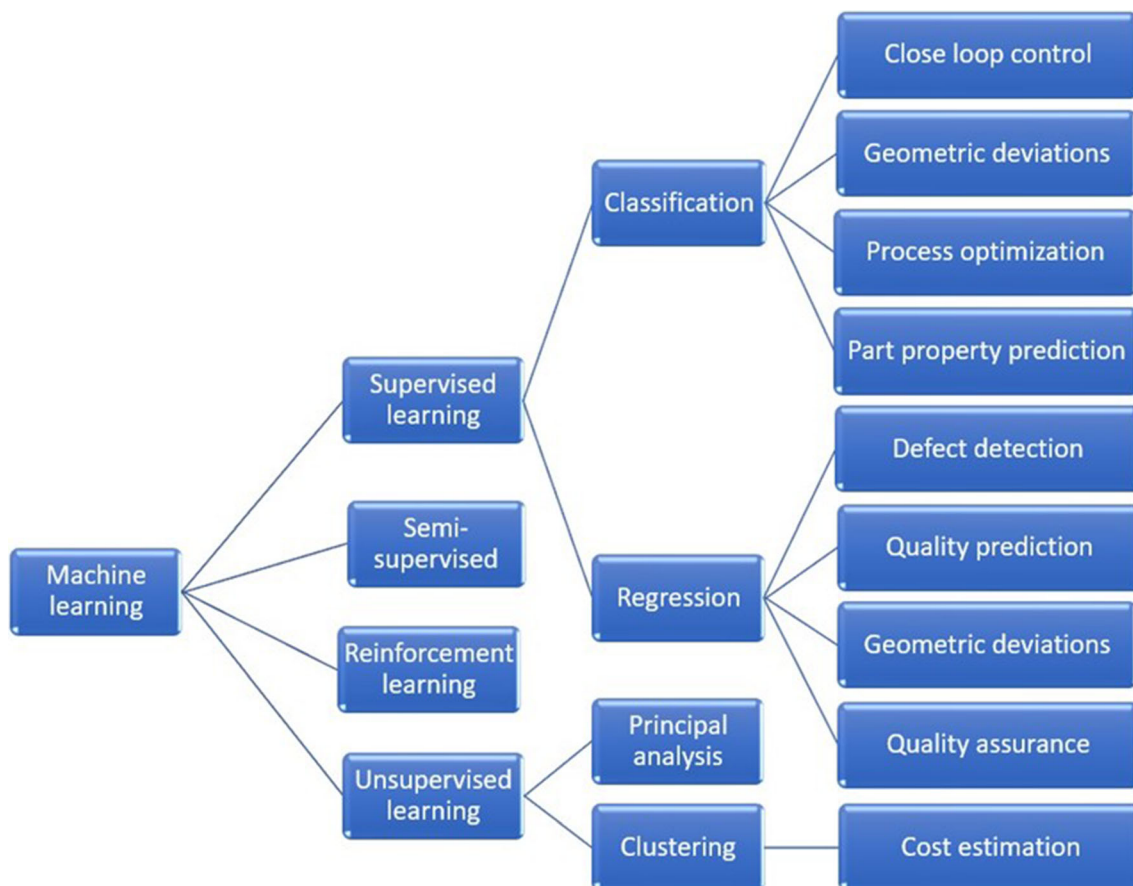 Close loop control
Geometric deviations
Classification
Process optimization
Part property prediction
Supervised
learning
Defect detection
Semi-
supervised
Quality prediction
Machine
learning
Regression
Reinforcement
learning
Geometric deviations
Principal
analysis
Quality assurance
Unsupervised
learning
Clustering
Cost estimation